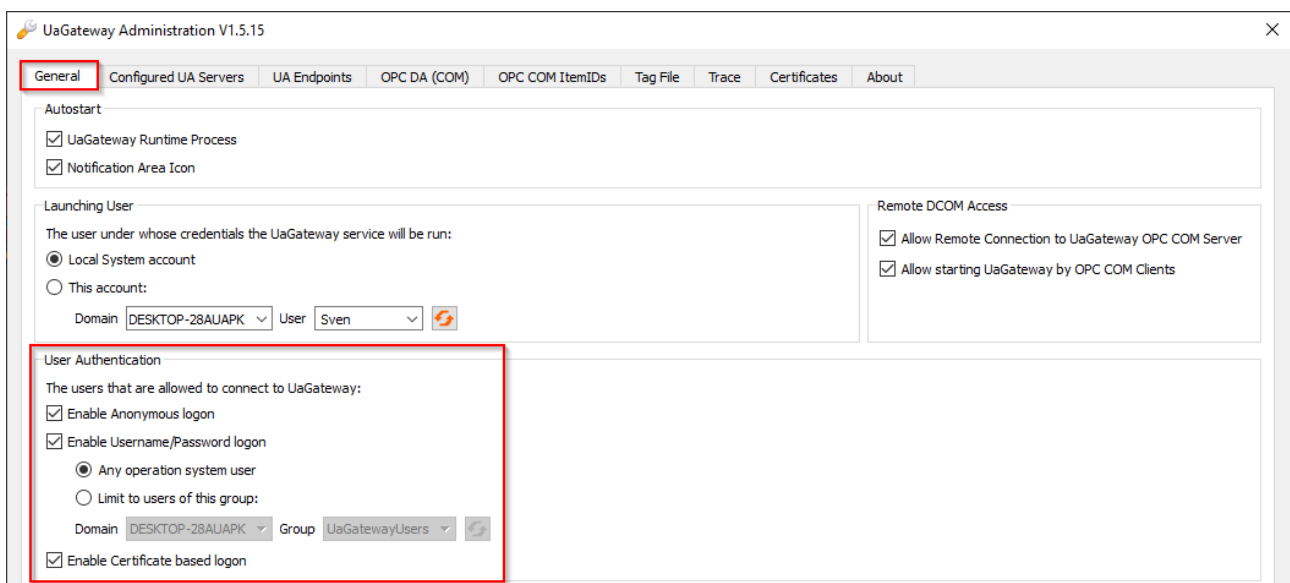 UaGateway Administration V1.5.15
General Configured UA Servers UA Endpoints OPC DA (COM) OPC COM ItemIDs Tag File Trace Certificates About
Autostart
UaGateway Runtime Process
Notification Area Icon
Launching User
The user under whose credentials the UaGateway service will be run:
Local System account
This account:
Domain DESKTOP-28AUAPK User Sven
Remote DCOM Access
Allow Remote Connection to UaGateway OPC COM Server
Allow starting UaGateway by OPC COM Clients
User Authentication
The users that are allowed to connect to UaGateway:
Enable Anonymous logon
Enable Username/Password logon
Any operation system user
Limit to users of this group:
Domain DESKTOP-28AUAPK Group UaGatewayUsers
Enable Certificate based logon